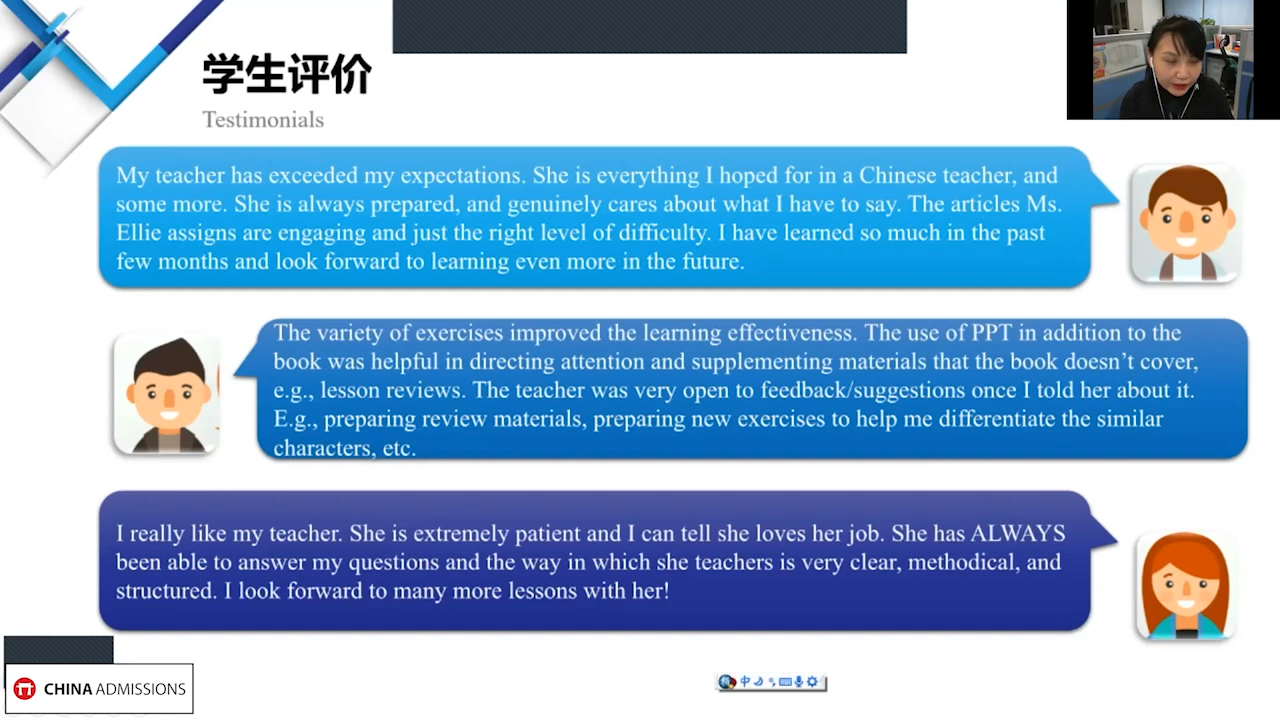 学生评价
Testimonials
My teacher has exceeded my expectations. She is everything I hoped for in a Chinese teacher, and
some more. She is always prepared, and genuinely cares about what I have to say. The articles Ms.
Ellie assigns are engaging and just the right level of difficulty. I have learned so much in the past
few months and look forward to learning even more in the future.
The variety of exercises improved the learning effectiveness. The use of PPT in addition to the
book was helpful in directing attention and supplementing materials that the book doesn’t cover,
e.g., lesson reviews. The teacher was very open to feedback/suggestions once I told her about it.
E.g., preparing review materials, preparing new exercises to help me differentiate the similar
characters, etc.
I really like my teacher. She is extremely patient and I can tell she loves her job. She has ALWAYS
been able to answer my questions and the way in which she teachers is very clear, methodical, and
structured. I look forward to many more lessons with her!
CHINA ADMISSIONS
中